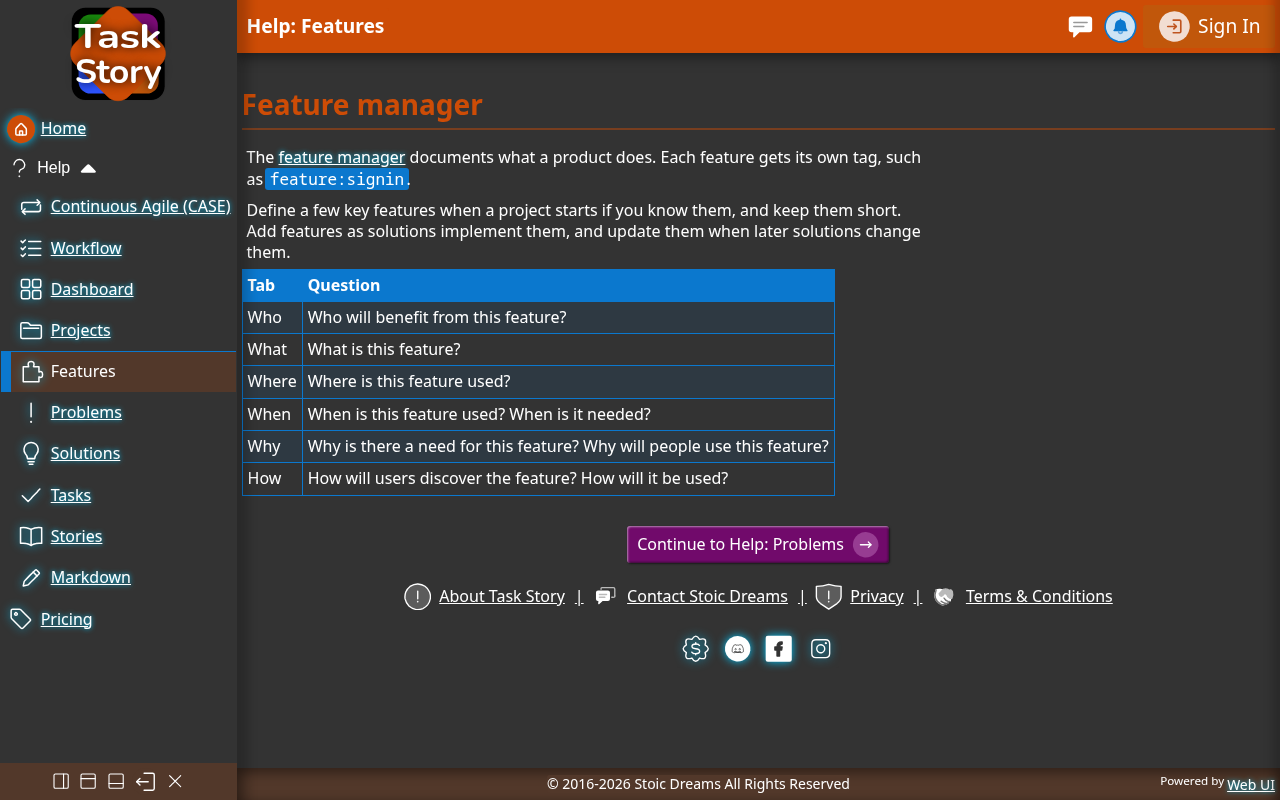 Task
Story
Home
Help
Continuous Agile (CASE)
Workflow
Dashboard
Projects
Features
Problems
Solutions
Tasks
Stories
Markdown
Pricing
Help: Features
Sign In
Feature manager
The feature manager documents what a product does. Each feature gets its own tag, such
as feature:signin.
Define a few key features when a project starts if you know them, and keep them short.
Add features as solutions implement them, and update them when later solutions change
them.
Tab Question
Who Who will benefit from this feature?
What What is this feature?
Where Where is this feature used?
When When is this feature used? When is it needed?
Why Why is there a need for this feature? Why will people use this feature?
How How will users discover the feature? How will it be used?
Continue to Help: Problems
About Task Story | Contact Stoic Dreams | Privacy | Terms & Conditions
© 2016-2026 Stoic Dreams All Rights Reserved
Powered by Web UI